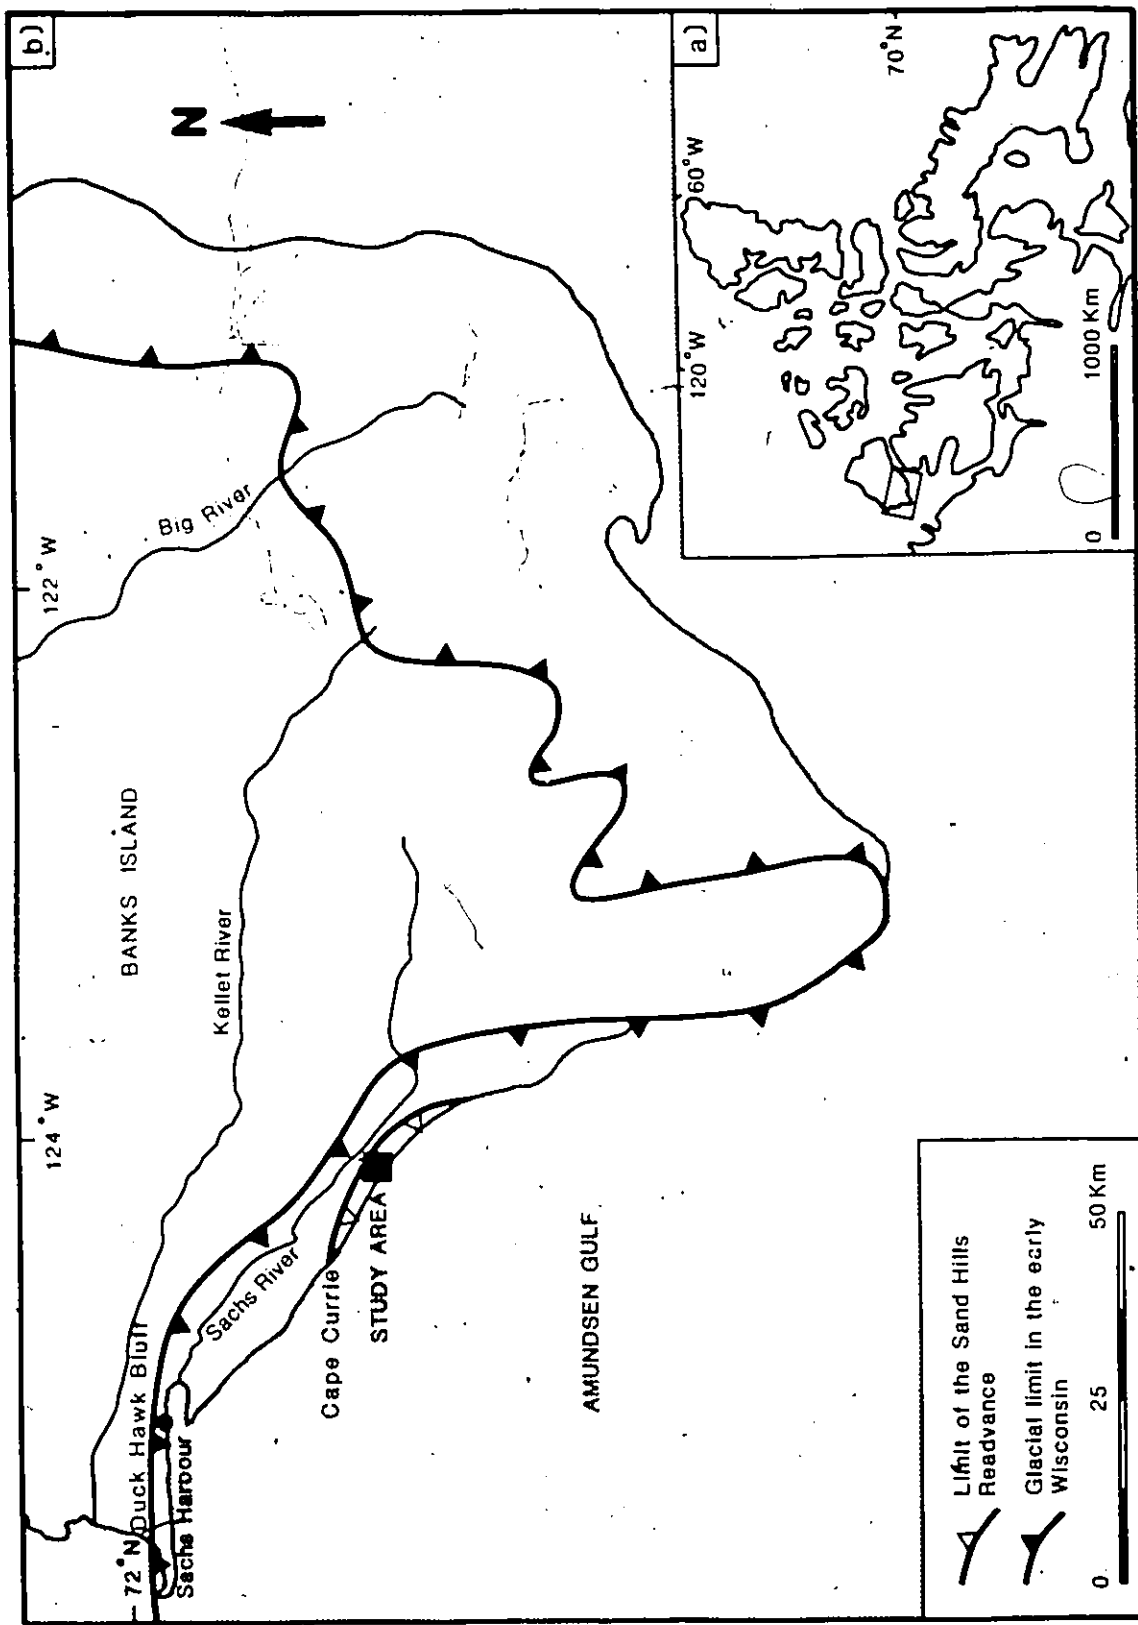 b)
N
122°W
124°W
BANKS ISLAND
Big River
Kellet River
72°N
Duck Hawk Bluff
Sachs Harbour
Sachs River
Cape Currie
STUDY AREA
AMUNDSEN GULF
Limit of the Sand Hills
Readvance
Glacial limit in the early
Wisconsin
0 25 50 Km
a)
70°N
60°W
120°W
0 1000 Km